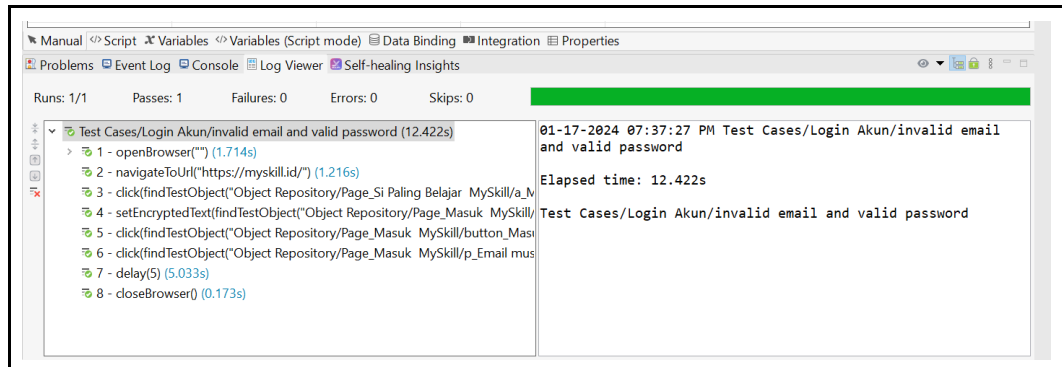 Manual Script Variables Variables (Script mode) Data Binding Integration Properties
Problems Event Log Console Log Viewer Self-healing Insights
Runs: 1/1 Passes: 1 Failures: 0 Errors: 0 Skips: 0
Test Cases/Login Akun/invalid email and valid password (12.422s)
1 - openBrowser("") (1.714s)
2 - navigateToUrl("https://myskill.id/") (1.216s)
3 - click(findTestObject("Object Repository/Page_Si Paling Belajar MySkill/a_M
4 - setEncryptedText(findTestObject("Object Repository/Page_Masuk MySkill/
5 - click(findTestObject("Object Repository/Page_Masuk MySkill/button_Masu
6 - click(findTestObject("Object Repository/Page_Masuk MySkill/p_Email mus
7 - delay(5) (5.033s)
8 - closeBrowser() (0.173s)
01-17-2024 07:37:27 PM Test Cases/Login Akun/invalid email
and valid password
Elapsed time: 12.422s
Test Cases/Login Akun/invalid email and valid password